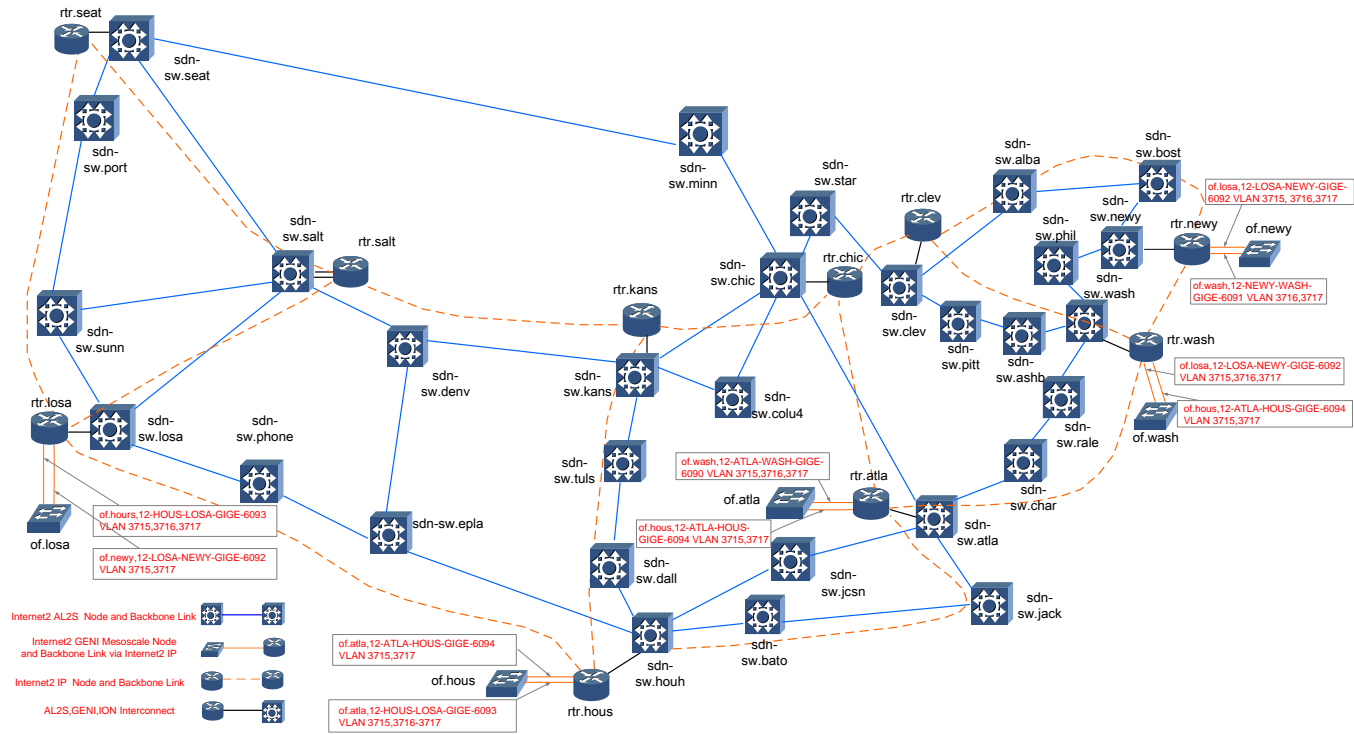 rtr.seat
sdn-
sw.seat
sdn-
sw.port
sdn-
sw.minn
sdn-
sw.star
sdn-
sw.alba
sdn-
sw.bost
of.losa,12-LOSA-NEWY-GIGE-
6092 VLAN 3715, 3716,3717
rtr.clev
sdn-
sw.newy
rtr.newy
of.newy
sdn-
sw.phil
sdn-
sw.salt
rtr.salt
sdn-
sw.chic
rtr.chic
sdn-
sw.wash
of.wash,12-NEWY-WASH-
GIGE-6091 VLAN 3716,3717
rtr.kans
sdn-
sw.clev
sdn-
sw.sunn
sdn-
sw.pitt
sdn-
sw.ashb
rtr.wash
sdn-
sw.denv
sdn-
sw.kans
of.losa,12-LOSA-NEWY-GIGE-6092
VLAN 3715,3716,3717
rtr.losa
sdn-
sw.losa
sdn-
sw.colu4
of.hous,12-ATLA-HOUS-GIGE-6094
VLAN 3715,3717
sdn-
sw.phone
sdn-
sw.rale
of.wash
sdn-
sw.tuls
of.wash,12-ATLA-WASH-GIGE-
6090 VLAN 3715,3716,3717
rtr.atla
sdn-
sw.char
of.atla
of.hours,12-HOUS-LOSA-GIGE-6093
VLAN 3715,3716,3717
of.losa
sdn-sw.epla
of.hous,12-ATLA-HOUS-
GIGE-6094 VLAN 3715,3717
sdn-
sw.atla
of.newy,12-LOSA-NEWY-GIGE-6092
VLAN 3715,3717
sdn-
sw.dall
sdn-
sw.jcsn
sdn-
sw.jack
Internet2 AL2S  Node and Backbone Link
Internet2 GENI Mesoscale Node
and Backbone Link via Internet2 IP
Internet2 IP  Node and Backbone Link
AL2S,GENI,ION Interconnect
of.atla,12-ATLA-HOUS-GIGE-6094
VLAN 3715,3717
sdn-
sw.houh
sdn-
sw.bato
of.hous
rtr.hous
of.atla,12-HOUS-LOSA-GIGE-6093
VLAN 3715,3716-3717